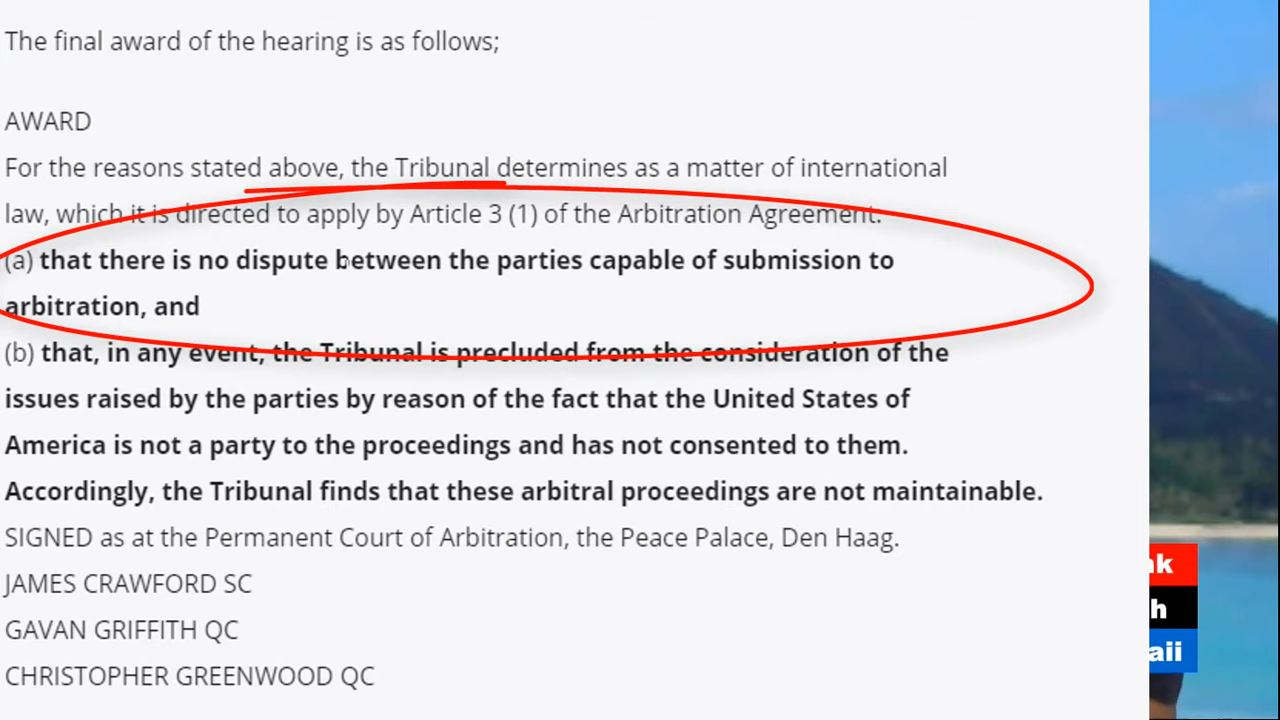 The final award of the hearing is as follows;
AWARD
For the reasons stated above, the Tribunal determines as a matter of international
law, which it is directed to apply by Article 3 (1) of the Arbitration Agreement:
(a) that there is no dispute between the parties capable of submission to
arbitration, and
(b) that, in any event, the Tribunal is precluded from the consideration of the
issues raised by the parties by reason of the fact that the United States of
America is not a party to the proceedings and has not consented to them.
Accordingly, the Tribunal finds that these arbitral proceedings are not maintainable.
SIGNED as at the Permanent Court of Arbitration, the Peace Palace, Den Haag.
JAMES CRAWFORD SC
GAVAN GRIFFITH QC
CHRISTOPHER GREENWOOD QC
nk
h
aii